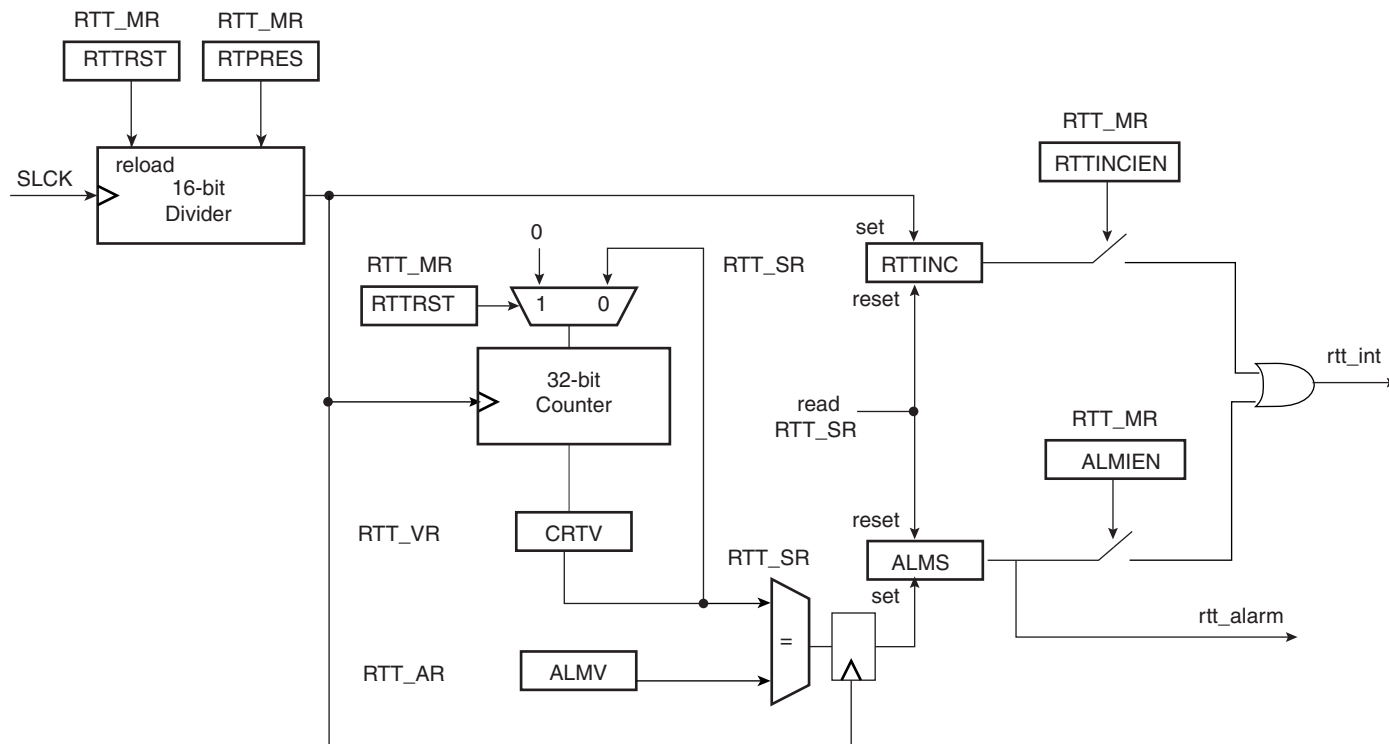 RTT_MR
RTT_MR
RTTRST
RTPRES
reload
16-bit
Divider
SLCK
RTT_MR
RTTINCIEN
0
set
RTT_MR
RTT_SR
RTTINC
RTTRST
1
0
reset
32-bit
Counter
rtt_int
read
RTT_SR
RTT_MR
ALMIEN
reset
RTT_VR
CRTV
RTT_SR
ALMS
set
rtt_alarm
=
RTT_AR
ALMV